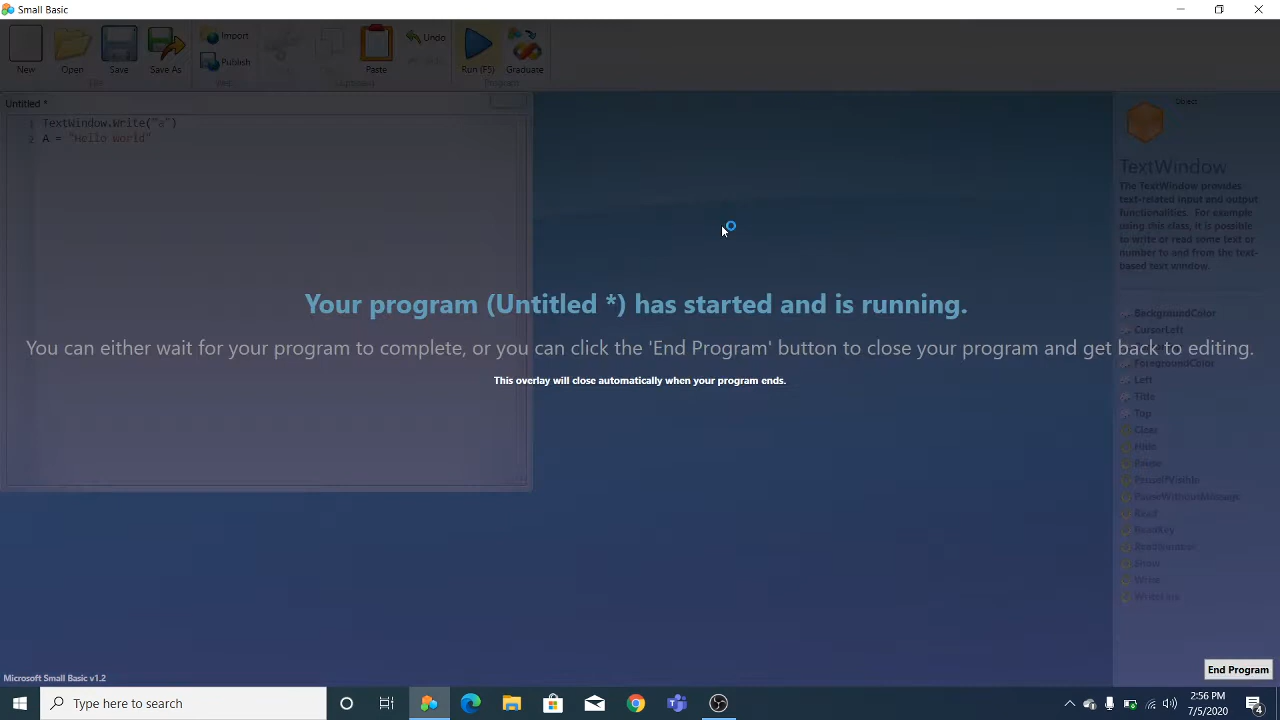 Small Basic
New
Open
Save
Save As
Import
Publish
Paste
Undo
Run (F5)
Graduate
File
Clipboard
Program
Untitled *
1 TextWindow.Write("a")
2 A = "Hello World"
Object
TextWindow
The TextWindow provides
text-related input and output
functionalities. For example
using this class, it is possible
to write or read some text or
number to and from the text-
based text window.
Your program (Untitled *) has started and is running.
You can either wait for your program to complete, or you can click the 'End Program' button to close your program and get back to editing.
This overlay will close automatically when your program ends.
BackgroundColor
CursorLeft
ForegroundColor
Left
Title
Top
Clear
Hide
Pause
PauseIfVisible
PauseWithoutMessage
Read
ReadKey
ReadNumber
Show
Write
WriteLine
End Program
Microsoft Small Basic v1.2
Type here to search
2:56 PM
7/5/2020
4